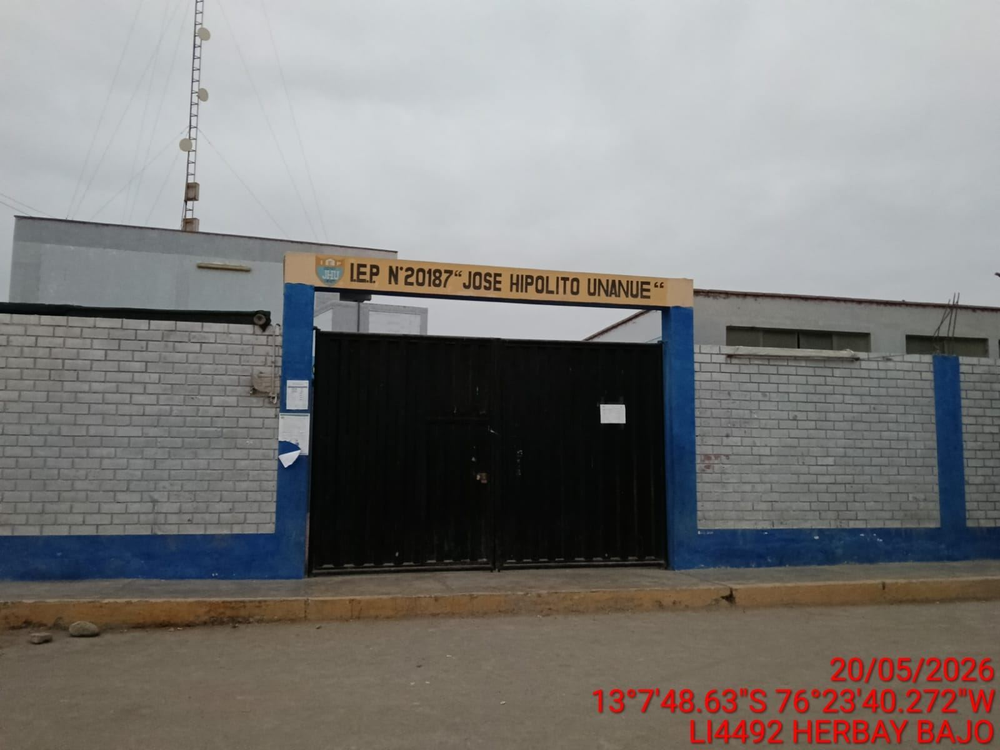 I.E.P
JHU
I.E.P. N°20187 "JOSE HIPOLITO UNANUE"
20/05/2026
13°7'48.63"S 76°23'40.272"W
LI4492 HERBAY BAJO